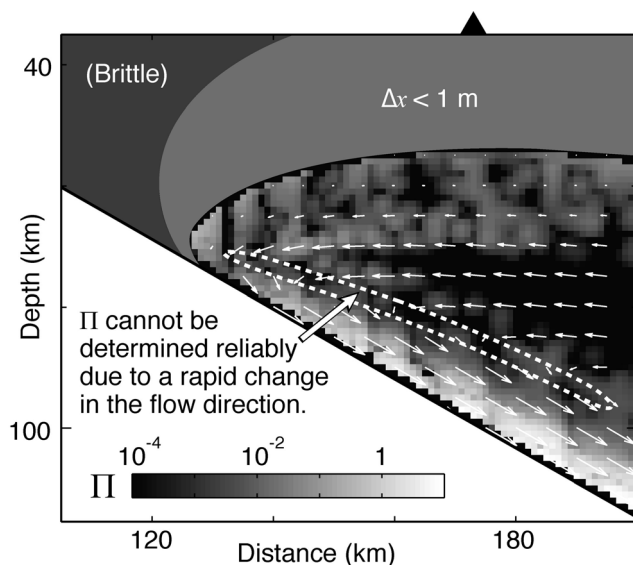 40
(Brittle)
Δx < 1 m
Depth (km)
Π cannot be
determined reliably
due to a rapid change
in the flow direction.
100
10⁻⁴ 10⁻² 1
Π
120 180
Distance (km)